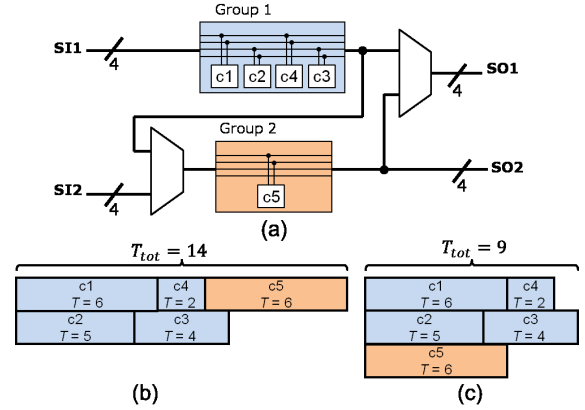 Group 1
SI1
4
c1 c2 c4 c3
SO1
4
Group 2
SI2
4
c5
SO2
4
(a)
T_tot = 14
c1
T = 6
c4
T = 2
c5
T = 6
c2
T = 5
c3
T = 4
(b)
T_tot = 9
c1
T = 6
c4
T = 2
c2
T = 5
c3
T = 4
c5
T = 6
(c)